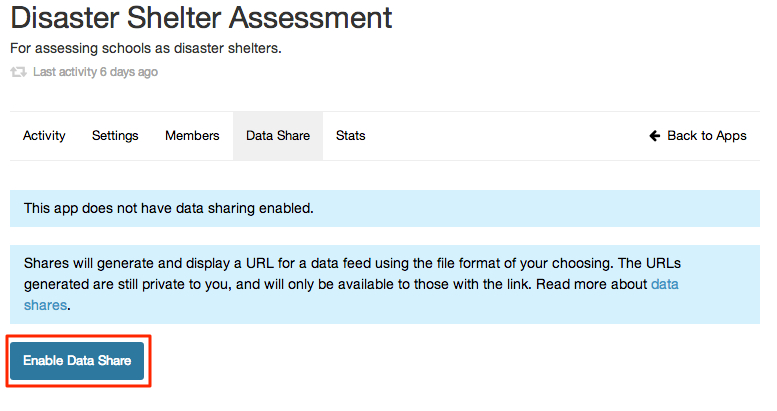 Disaster Shelter Assessment
For assessing schools as disaster shelters.
Last activity 6 days ago
Activity Settings Members Data Share Stats Back to Apps
This app does not have data sharing enabled.
Shares will generate and display a URL for a data feed using the file format of your choosing. The URLs
generated are still private to you, and will only be available to those with the link. Read more about data
shares.
Enable Data Share